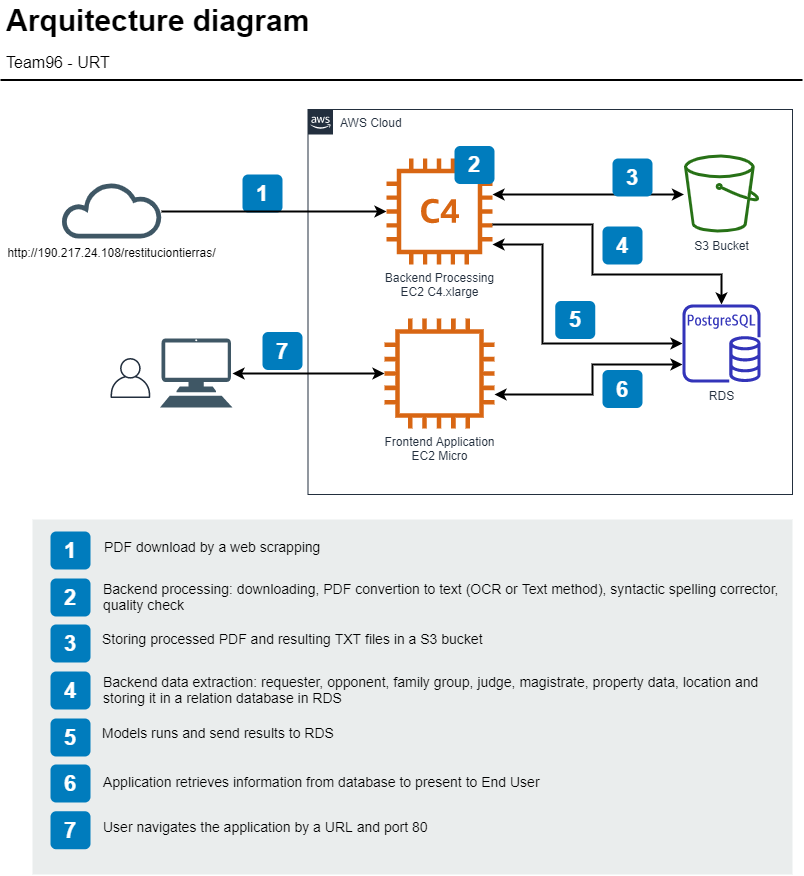 Arquitecture diagram
Team96 - URT
aws
AWS Cloud
1
2
3
C4
http://190.217.24.108/restituciontierras/
S3 Bucket
4
Backend Processing
EC2 C4.xlarge
5
PostgreSQL
7
6
RDS
Frontend Application
EC2 Micro
1
PDF download by a web scrapping
2
Backend processing: downloading, PDF convertion to text (OCR or Text method), syntactic spelling corrector,
quality check
3
Storing processed PDF and resulting TXT files in a S3 bucket
4
Backend data extraction: requester, opponent, family group, judge, magistrate, property data, location and
storing it in a relation database in RDS
5
Models runs and send results to RDS
6
Application retrieves information from database to present to End User
7
User navigates the application by a URL and port 80